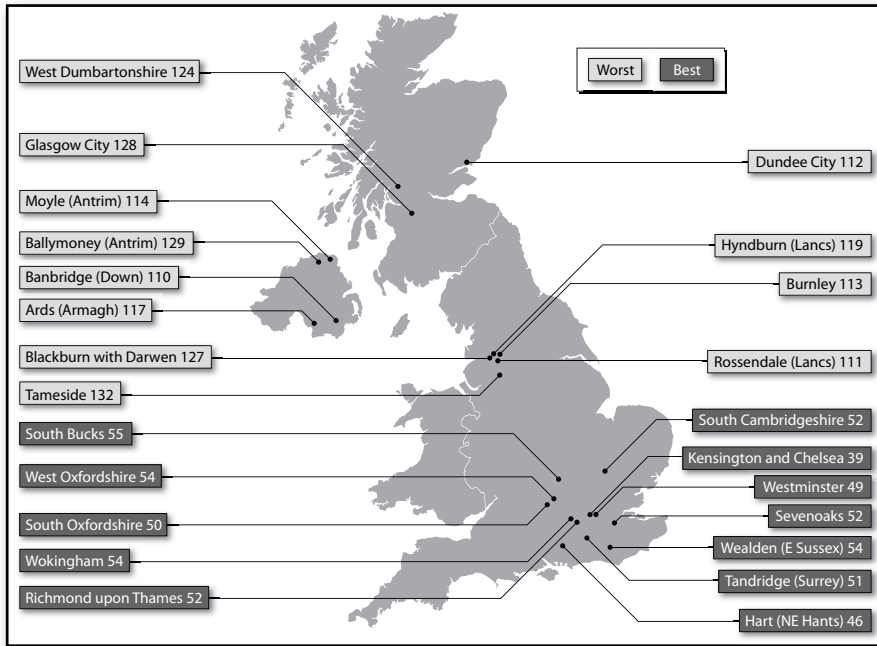 Worst
Best
West Dumbartonshire 124
Glasgow City 128
Moyle (Antrim) 114
Ballymoney (Antrim) 129
Banbridge (Down) 110
Ards (Armagh) 117
Blackburn with Darwen 127
Tameside 132
South Bucks 55
West Oxfordshire 54
South Oxfordshire 50
Wokingham 54
Richmond upon Thames 52
Dundee City 112
Hyndburn (Lancs) 119
Burnley 113
Rossendale (Lancs) 111
South Cambridgeshire 52
Kensington and Chelsea 39
Westminster 49
Sevenoaks 52
Wealden (E Sussex) 54
Tandridge (Surrey) 51
Hart (NE Hants) 46